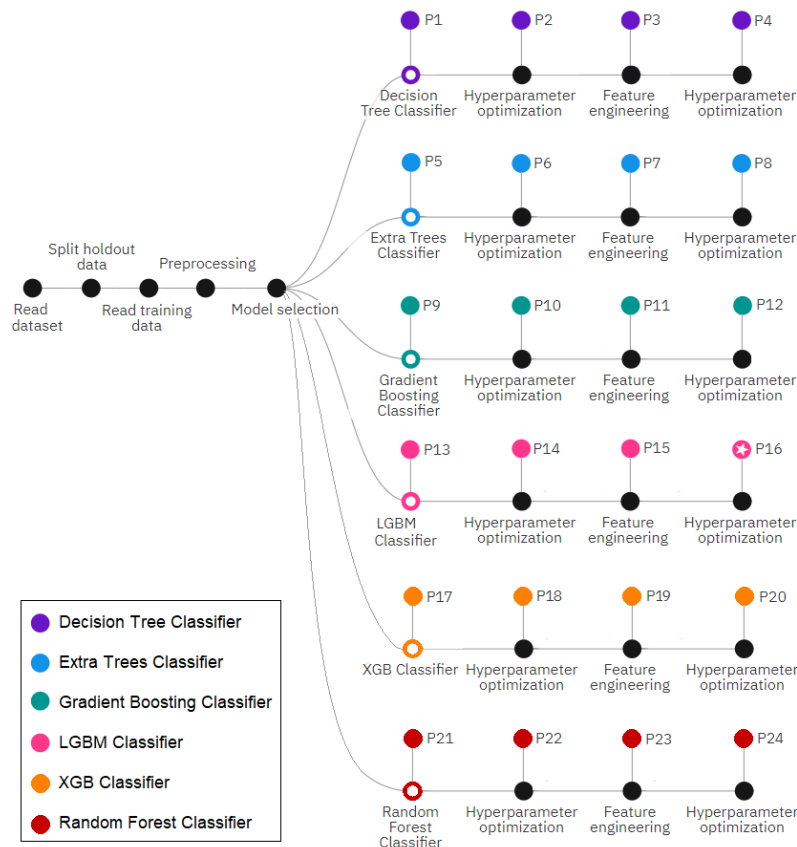 P1
P2
P3
P4
Decision
Tree Classifier
Hyperparameter
optimization
Feature
engineering
Hyperparameter
optimization
P5
P6
P7
P8
Extra Trees
Classifier
Hyperparameter
optimization
Feature
engineering
Hyperparameter
optimization
Read
dataset
Split holdout
data
Read training
data
Preprocessing
Model selection
P9
P10
P11
P12
Gradient
Boosting
Classifier
Hyperparameter
optimization
Feature
engineering
Hyperparameter
optimization
P13
P14
P15
P16
LGBM
Classifier
Hyperparameter
optimization
Feature
engineering
Hyperparameter
optimization
P17
P18
P19
P20
XGB Classifier
Hyperparameter
optimization
Feature
engineering
Hyperparameter
optimization
P21
P22
P23
P24
Random
Forest
Classifier
Hyperparameter
optimization
Feature
engineering
Hyperparameter
optimization
Decision Tree Classifier
Extra Trees Classifier
Gradient Boosting Classifier
LGBM Classifier
XGB Classifier
Random Forest Classifier